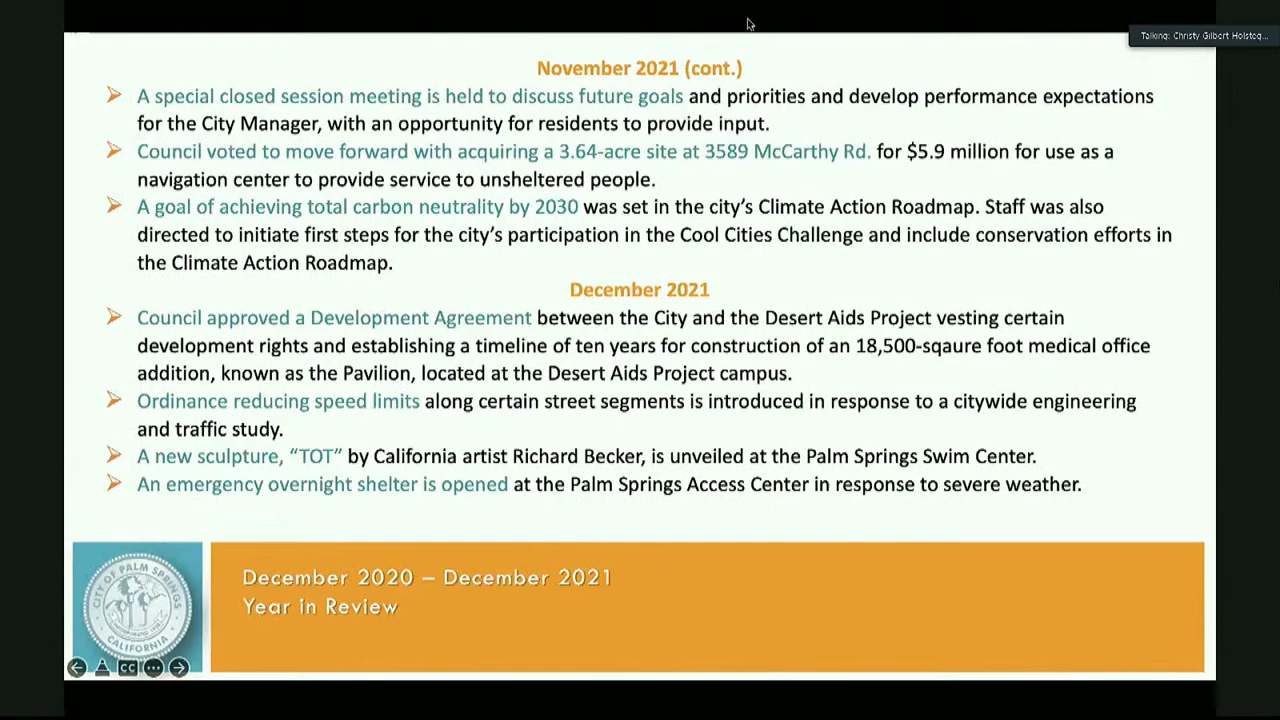 Talking: Christy Gilbert Holsteg...
November 2021 (cont.)
A special closed session meeting is held to discuss future goals and priorities and develop performance expectations
for the City Manager, with an opportunity for residents to provide input.
Council voted to move forward with acquiring a 3.64-acre site at 3589 McCarthy Rd. for $5.9 million for use as a
navigation center to provide service to unsheltered people.
A goal of achieving total carbon neutrality by 2030 was set in the city's Climate Action Roadmap. Staff was also
directed to initiate first steps for the city's participation in the Cool Cities Challenge and include conservation efforts in
the Climate Action Roadmap.
December 2021
Council approved a Development Agreement between the City and the Desert Aids Project vesting certain
development rights and establishing a timeline of ten years for construction of an 18,500-sqaure foot medical office
addition, known as the Pavilion, located at the Desert Aids Project campus.
Ordinance reducing speed limits along certain street segments is introduced in response to a citywide engineering
and traffic study.
A new sculpture, “TOT” by California artist Richard Becker, is unveiled at the Palm Springs Swim Center.
An emergency overnight shelter is opened at the Palm Springs Access Center in response to severe weather.
CITY OF PALM SPRINGS
CALIFORNIA
December 2020 – December 2021
Year in Review
CC